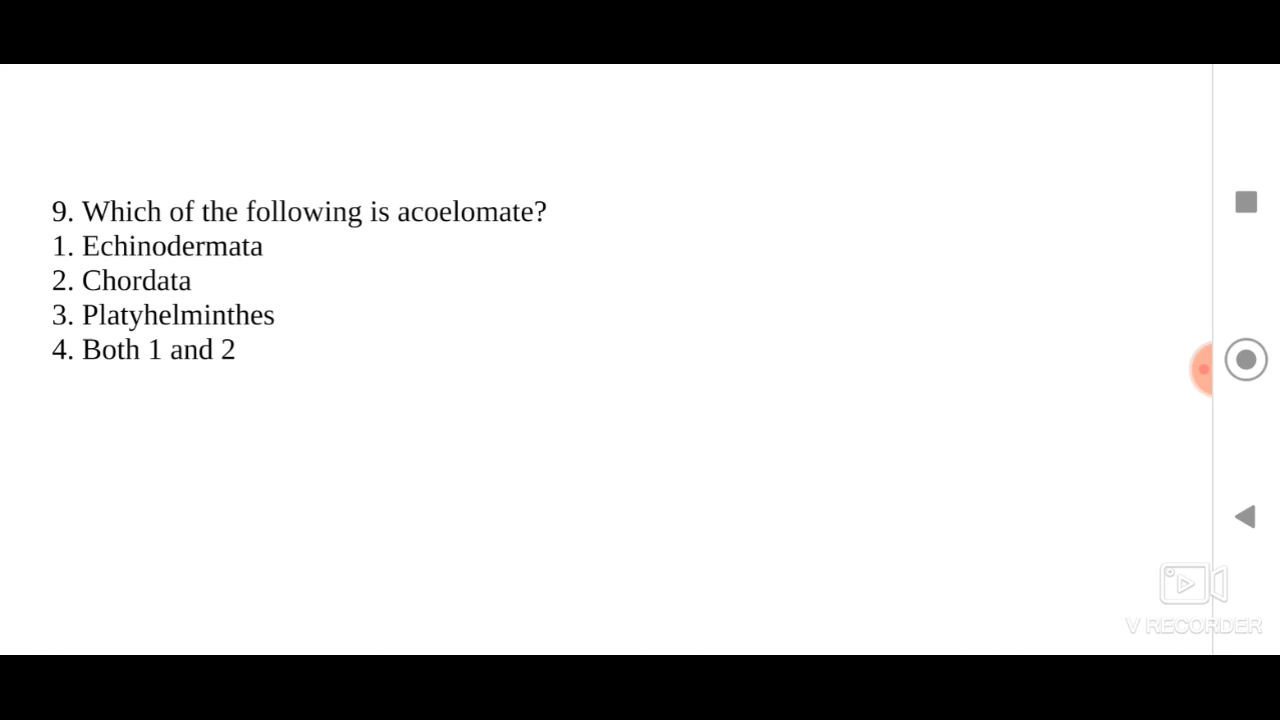 9. Which of the following is acoelomate?
1. Echinodermata
2. Chordata
3. Platyhelminthes
4. Both 1 and 2
V RECORDER